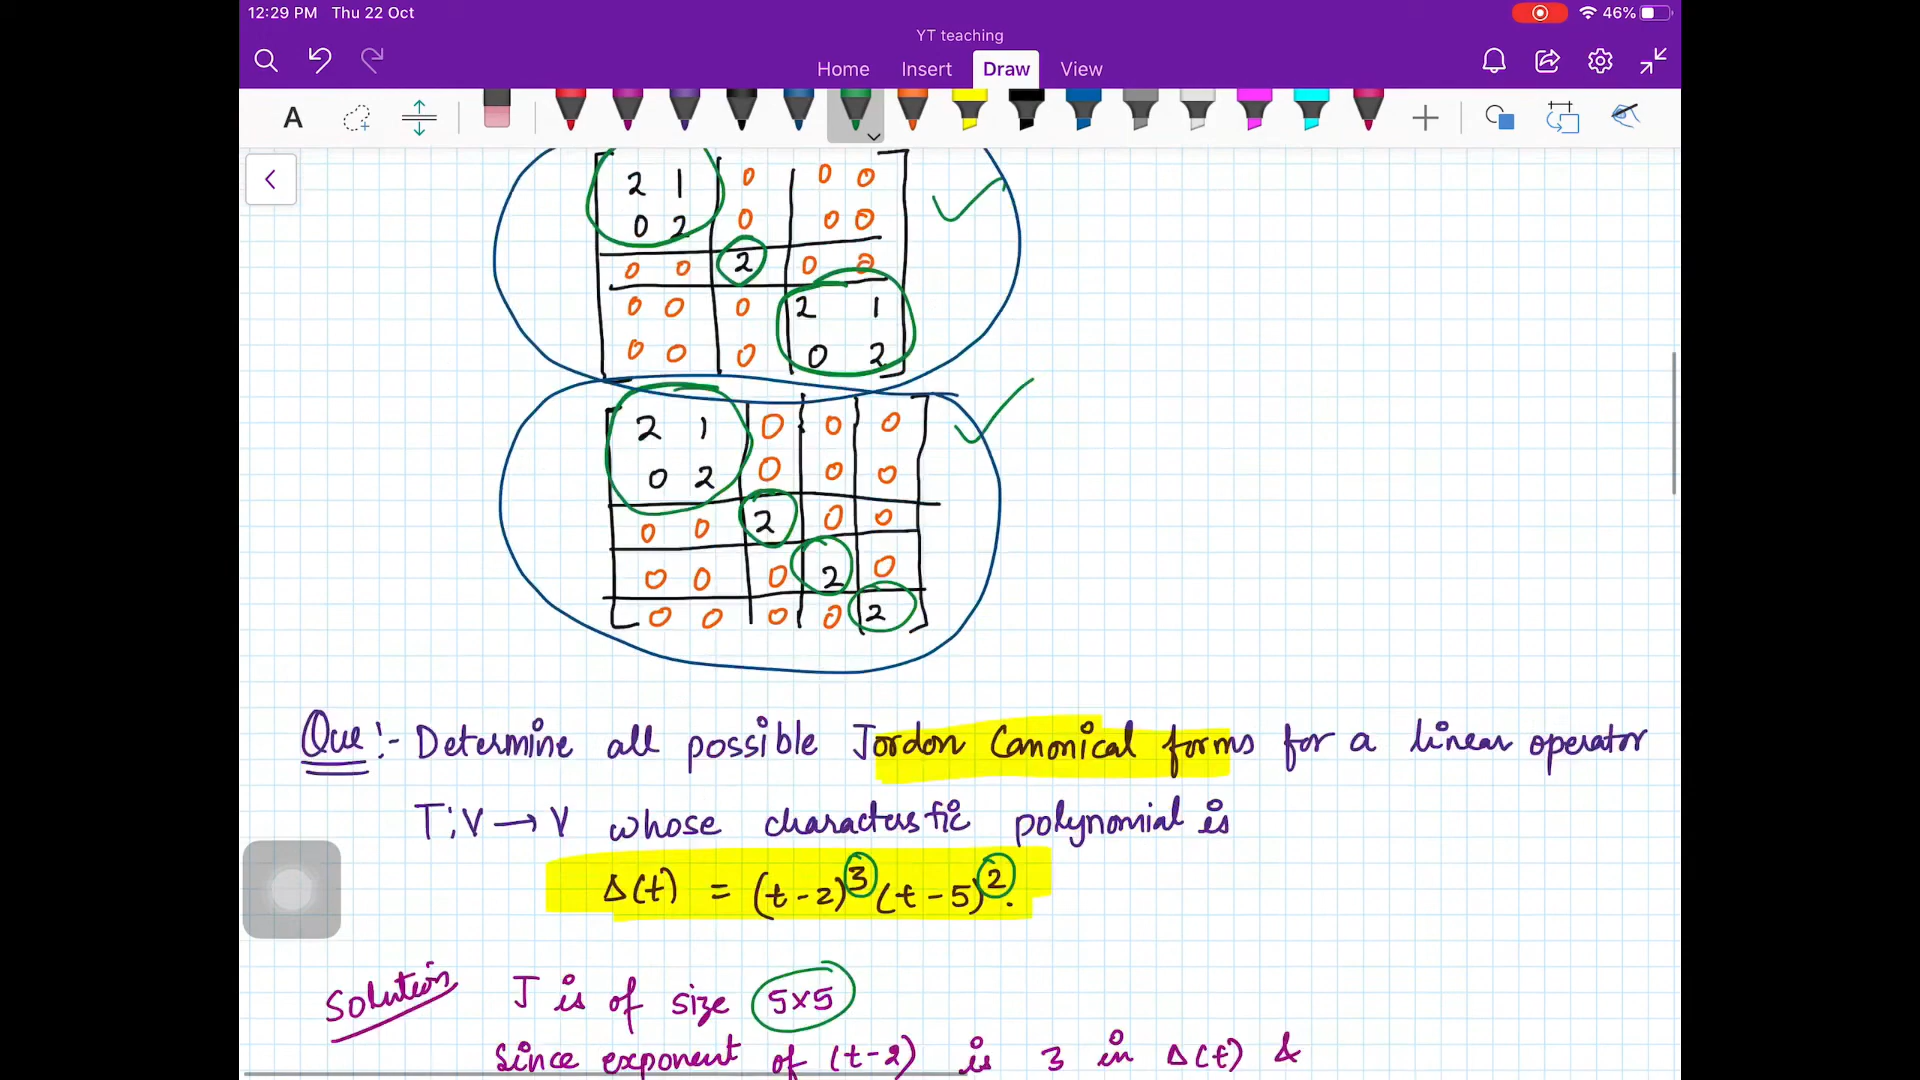 12:29 PM Thu 22 Oct
46%
YT teaching
Home Insert Draw View
A
2 1 0 0 0
0 2 0 0 0
0 0 2 0 0
0 0 0 2 1
0 0 0 0 2
2 1 0 0 0
0 2 0 0 0
0 0 2 0 0
0 0 0 2 0
0 0 0 0 2
Que:- Determine all possible Jordon Canonical forms for a linear operator
T:V→V whose charactustic polynomial is
Δ(t) = (t-2)³(t-5)².
Solution J is of size 5×5
Since exponent of (t-2) is 3 in Δ(t) &